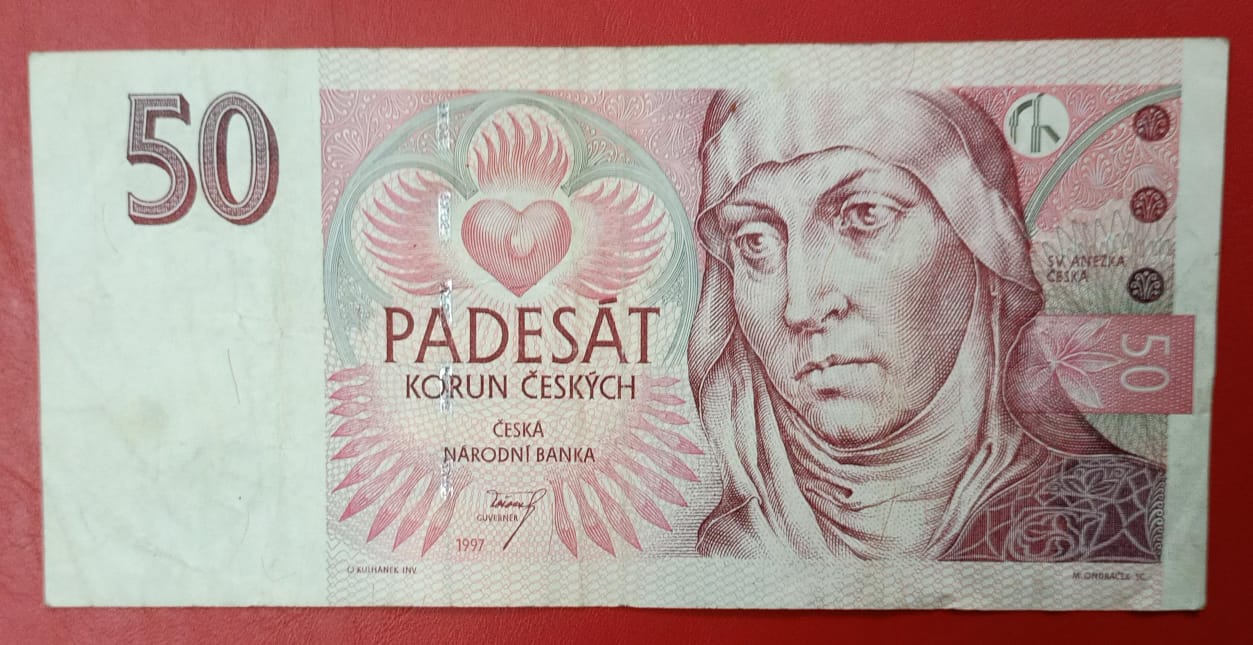 50
PADESÁT
KORUN ČESKÝCH
ČESKÁ
NÁRODNÍ BANKA
GUVERNÉR
1997
O. KULHÁNEK INV.
SV. ANEŽKA
ČESKÁ
50
M. ONDRÁČEK SC.